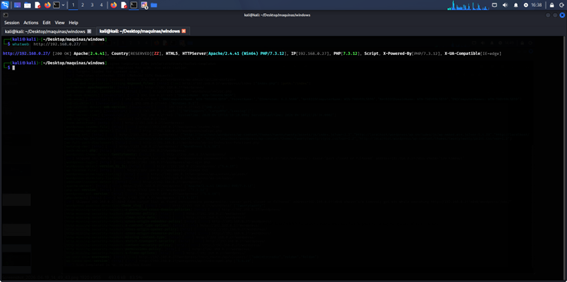 1 2 3 4
16:38
kali@kali: ~/Desktop/maquinas/windows
Session Actions Edit View Help
kali@kali: ~/Desktop/maquinas/windows kali@kali: ~/Desktop/maquinas/windows
(kali@kali)-[~/Desktop/maquinas/windows]
$ whatweb http://192.168.0.27/
http://192.168.0.27/ [200 OK] Apache[2.4.41], Country[RESERVED][ZZ], HTML5, HTTPServer[Apache/2.4.41 (Win64) PHP/7.3.12], IP[192.168.0.27], PHP[7.3.12], Script, X-Powered-By[PHP/7.3.12], X-UA-Compatible[IE=edge]
(kali@kali)-[~/Desktop/maquinas/windows]
$